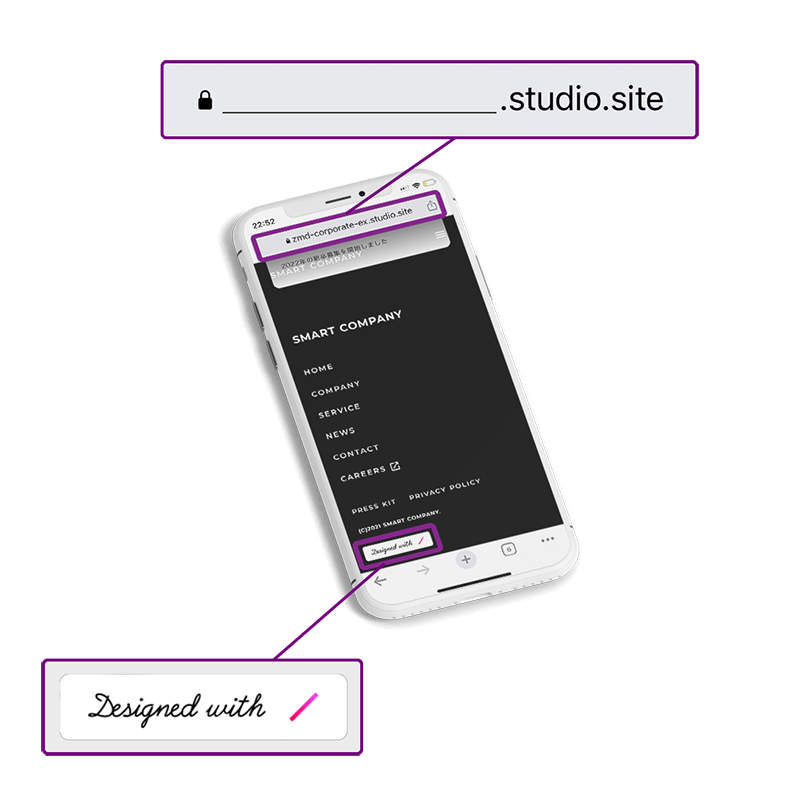 ____________________.studio.site
22:52
zmd-corporate-ex.studio.site
2022年の新卒募集を開始しました
SMART COMPANY
SMART COMPANY
HOME
COMPANY
SERVICE
NEWS
CONTACT
CAREERS
PRESS KIT PRIVACY POLICY
(C)2021 SMART COMPANY.
Designed with
6
Designed with